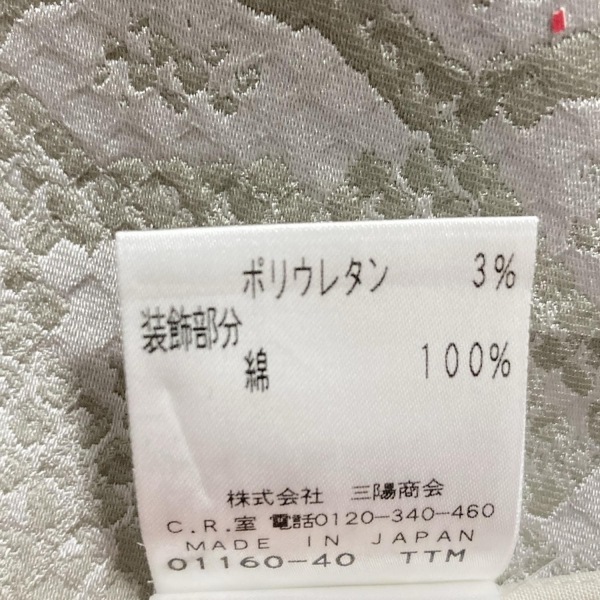 ポリウレタン 3%
装飾部分
綿 100%
株式会社 三陽商会
C.R.室 電話0120-340-460
MADE IN JAPAN
01160-40 TTM